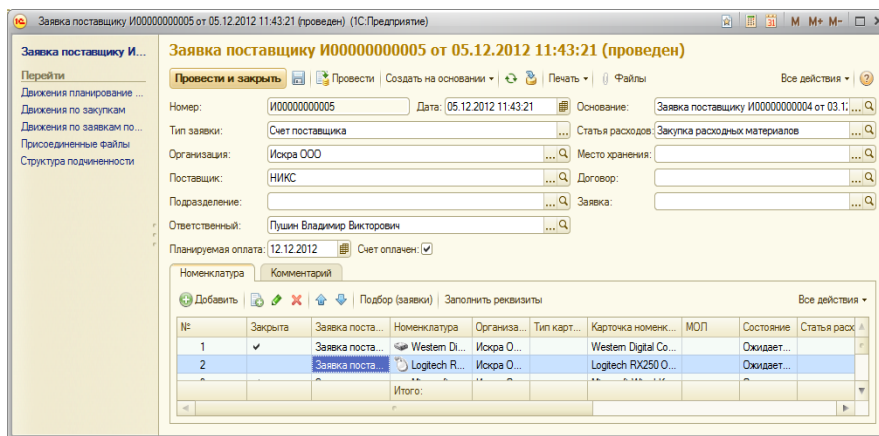 Заявка поставщику И00000000005 от 05.12.2012 11:43:21 (проведен) (1С:Предприятие)
M M+ M-
Заявка поставщику И...
Перейти
Движения планирование ...
Движения по закупкам
Движения по заявкам по...
Присоединенные файлы
Структура подчиненности
Заявка поставщику И00000000005 от 05.12.2012 11:43:21 (проведен)
Провести и закрыть Провести Создать на основании Печать Файлы Все действия
Номер: И00000000005 Дата: 05.12.2012 11:43:21 Основание: Заявка поставщику И00000000004 от 03.1
Тип заявки: Счет поставщика ... Статья расходов: Закупка расходных материалов ...
Организация: Искра ООО ... Место хранения: ...
Поставщик: НИКС ... Договор: ...
Подразделение: ... Заявка: ...
Ответственный: Пушин Владимир Викторович ...
Планируемая оплата: 12.12.2012 Счет оплачен:
Номенклатура Комментарий
Добавить Подбор (заявки) Заполнить реквизиты Все действия
№ Закрыта Заявка поста... Номенклатура Организа... Тип карт... Карточка номенк... МОЛ Состояние Статья расх
1 Заявка поста... Western Di... Искра О... Western Digital Co... Ожидает...
2 Заявка поста... Logitech R... Искра О... Logitech RX250 O... Ожидает...
Итого: